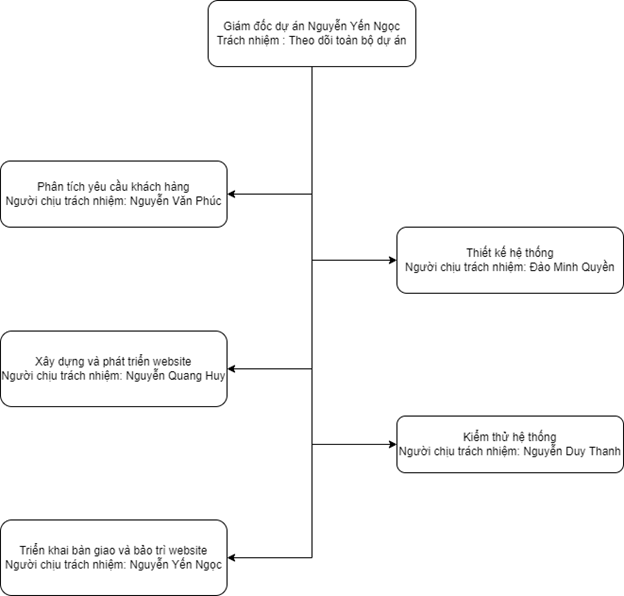 Giám đốc dự án Nguyễn Yến Ngọc
Trách nhiệm : Theo dõi toàn bộ dự án
Phân tích yêu cầu khách hàng
Người chịu trách nhiệm: Nguyễn Văn Phúc
Thiết kế hệ thống
Người chịu trách nhiệm: Đào Minh Quyền
Xây dựng và phát triển website
Người chịu trách nhiệm: Nguyễn Quang Huy
Kiểm thử hệ thống
Người chịu trách nhiệm: Nguyễn Duy Thanh
Triển khai bàn giao và bảo trì website
Người chịu trách nhiệm: Nguyễn Yến Ngọc